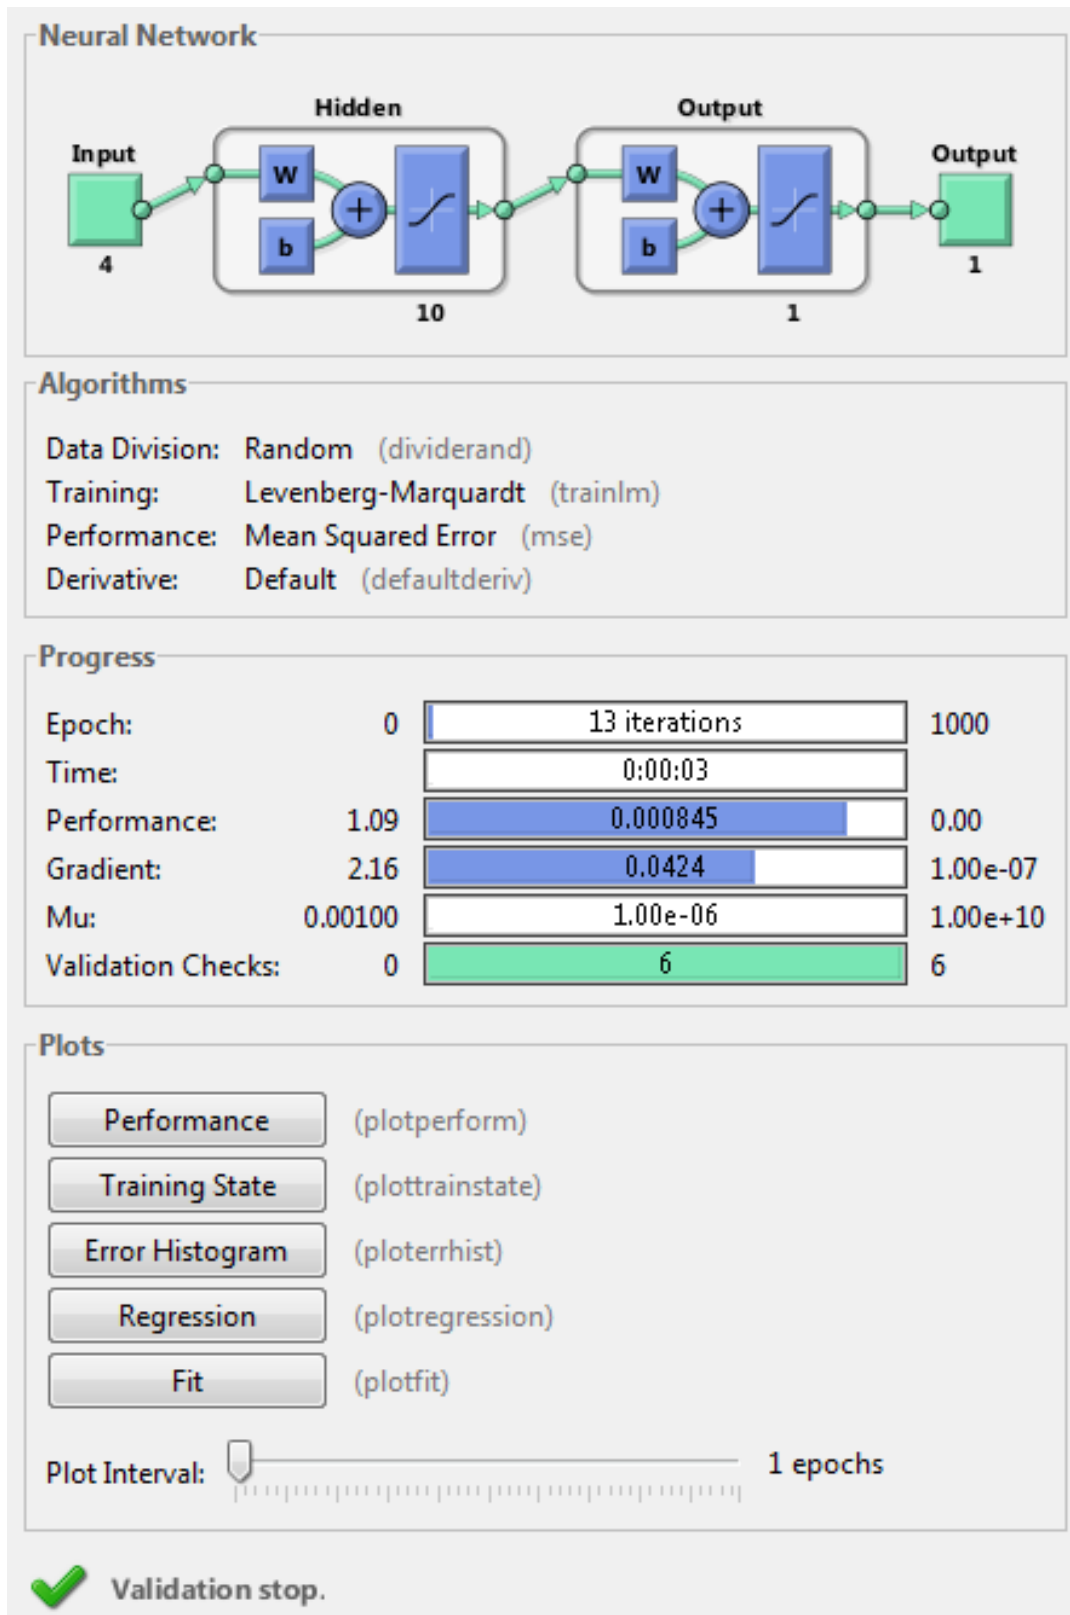 Neural Network
Hidden
Output
Input
Output
W
W
+
+
b
b
4
1
10
1
Algorithms
Data Division: Random (dividerand)
Training: Levenberg-Marquardt (trainlm)
Performance: Mean Squared Error (mse)
Derivative: Default (defaultderiv)
Progress
Epoch: 0 13 iterations 1000
Time: 0:00:03
Performance: 1.09 0.000845 0.00
Gradient: 2.16 0.0424 1.00e-07
Mu: 0.00100 1.00e-06 1.00e+10
Validation Checks: 0 6 6
Plots
Performance (plotperform)
Training State (plottrainstate)
Error Histogram (ploterrhist)
Regression (plotregression)
Fit (plotfit)
Plot Interval: 1 epochs
Validation stop.